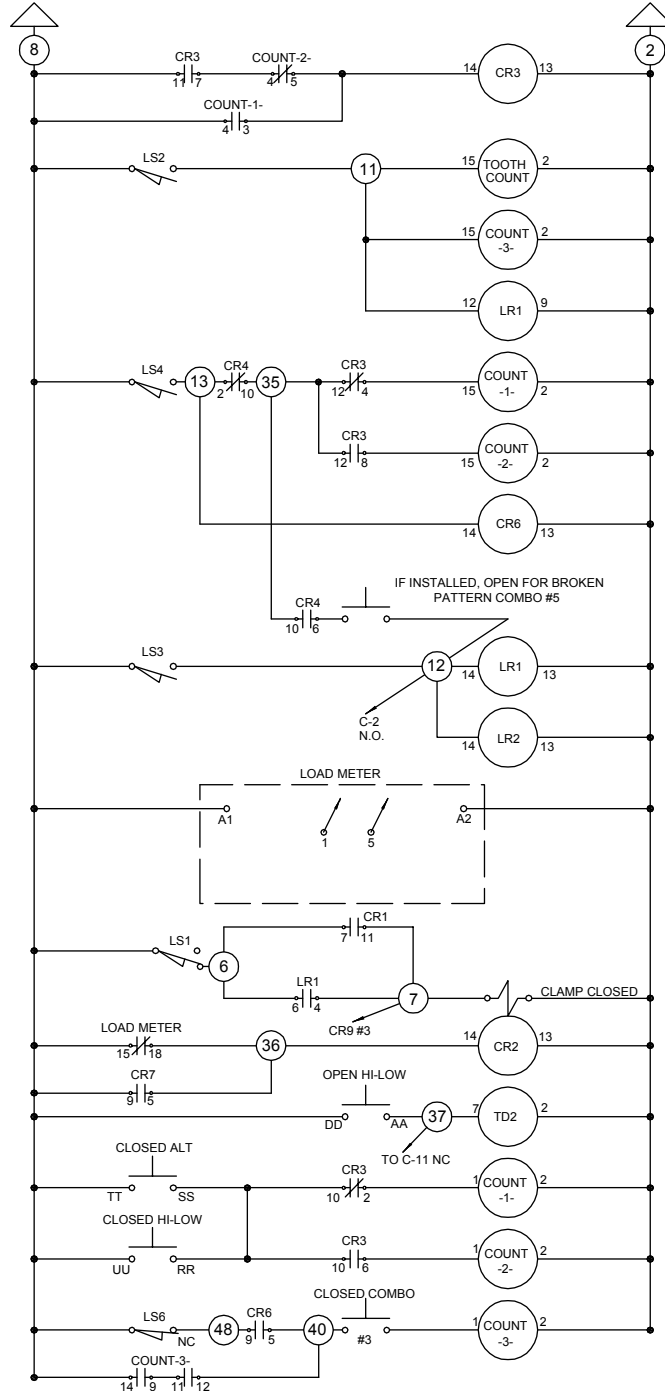 8
2
CR3
11 7
COUNT-2-
4 5
14 CR3 13
COUNT-1-
4 3
LS2
11
15 TOOTH COUNT 2
15 COUNT -3- 2
12 LR1 9
LS4
13
CR4
2 10
35
CR3
12 4
15 COUNT -1- 2
CR3
12 8
15 COUNT -2- 2
14 CR6 13
IF INSTALLED, OPEN FOR BROKEN
PATTERN COMBO #5
CR4
10 6
LS3
12
14 LR1 13
C-2
N.O.
14 LR2 13
LOAD METER
A1
1
5
A2
LS1
6
CR1
7 11
LR1
6 4
7
CLAMP CLOSED
CR9 #3
LOAD METER
15 18
36
14 CR2 13
CR7
9 5
OPEN HI-LOW
DD AA
37
7 TD2 2
TO C-11 NC
CLOSED ALT
TT SS
CR3
10 2
1 COUNT -1- 2
CLOSED HI-LOW
UU RR
CR3
10 6
1 COUNT -2- 2
LS6
NC
48
CR6
9 5
40
CLOSED COMBO
#3
1 COUNT -3- 2
COUNT-3-
14 9 11 12